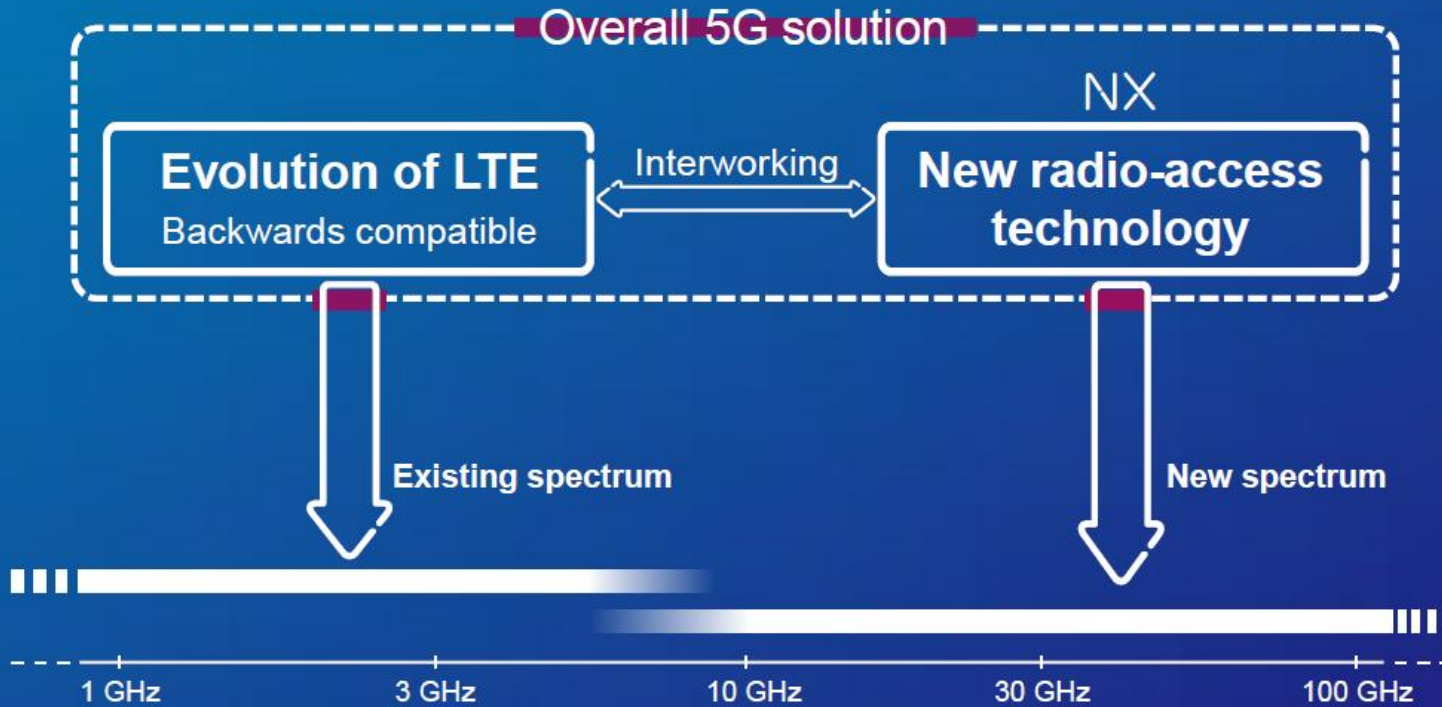 Overall 5G solution
NX
Evolution of LTE
Backwards compatible
Interworking
New radio-access
technology
Existing spectrum
New spectrum
1 GHz
3 GHz
10 GHz
30 GHz
100 GHz